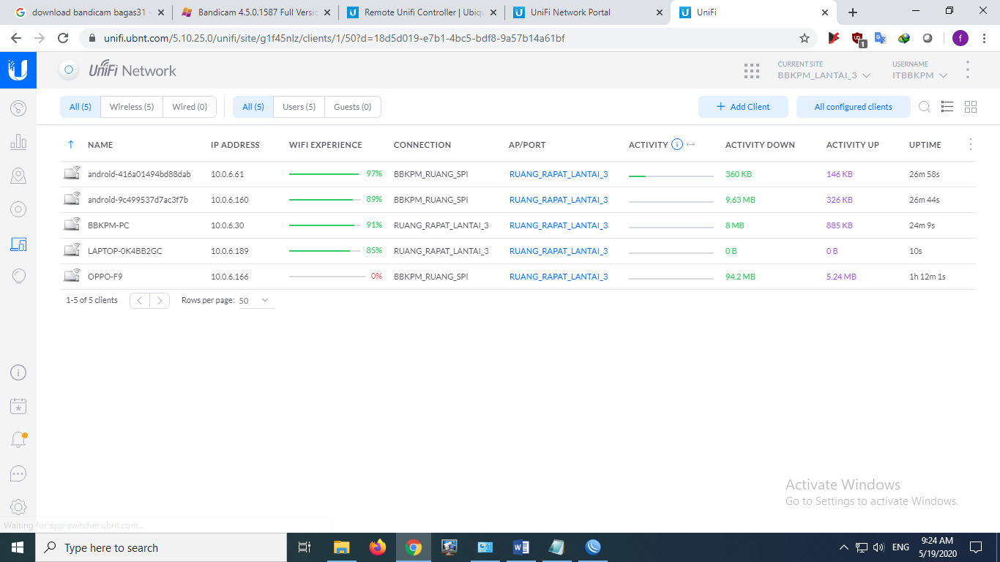 download bandicam bagas31 -
Bandicam 4.5.0.1587 Full Versio
Remote Unifi Controller | Ubiqu
UniFi Network Portal
UniFi
unifi.ubnt.com/5.10.25.0/unifi/site/g1f45nlz/clients/1/50?d=18d5d019-e7b1-4bc5-bdf8-9a57b14a61bf
1
f
UniFi Network
CURRENT SITE
BBKPM_LANTAI_3
USERNAME
ITBBKPM
All (5) Wireless (5) Wired (0) All (5) Users (5) Guests (0) + Add Client All configured clients
NAME IP ADDRESS WIFI EXPERIENCE CONNECTION AP/PORT ACTIVITY i ACTIVITY DOWN ACTIVITY UP UPTIME
android-416a01494bd88dab 10.0.6.61 97% BBKPM_RUANG_SPI RUANG_RAPAT_LANTAI_3 360 KB 146 KB 26m 58s
android-9c499537d7ac3f7b 10.0.6.160 89% BBKPM_RUANG_SPI RUANG_RAPAT_LANTAI_3 9.63 MB 326 KB 26m 44s
BBKPM-PC 10.0.6.30 91% RUANG_RAPAT_LANTAI_3 RUANG_RAPAT_LANTAI_3 8 MB 885 KB 24m 9s
LAPTOP-0K4BB2GC 10.0.6.189 85% RUANG_RAPAT_LANTAI_3 RUANG_RAPAT_LANTAI_3 0 B 0 B 10s
OPPO-F9 10.0.6.166 0% BBKPM_RUANG_SPI RUANG_RAPAT_LANTAI_3 94.2 MB 5.24 MB 1h 12m 1s
1-5 of 5 clients Rows per page: 50
Activate Windows
Go to Settings to activate Windows.
Waiting for app-switcher.ubnt.com...
Type here to search
ENG
9:24 AM
5/19/2020